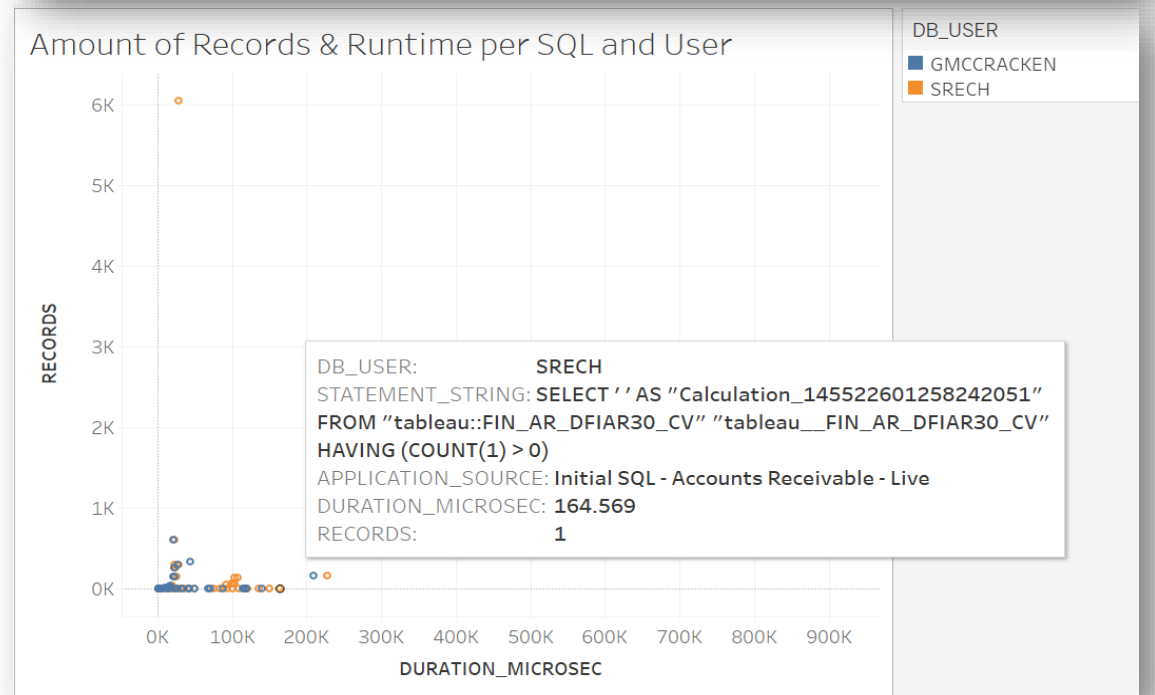 Amount of Records & Runtime per SQL and User
DB_USER
GMCCRACKEN
SRECH
6K
5K
4K
3K
2K
1K
0K
RECORDS
DB_USER: SRECH
STATEMENT_STRING: SELECT ' ' AS "Calculation_145522601258242051"
FROM "tableau::FIN_AR_DFIAR30_CV" "tableau__FIN_AR_DFIAR30_CV"
HAVING (COUNT(1) > 0)
APPLICATION_SOURCE: Initial SQL - Accounts Receivable - Live
DURATION_MICROSEC: 164.569
RECORDS: 1
0K 100K 200K 300K 400K 500K 600K 700K 800K 900K
DURATION_MICROSEC